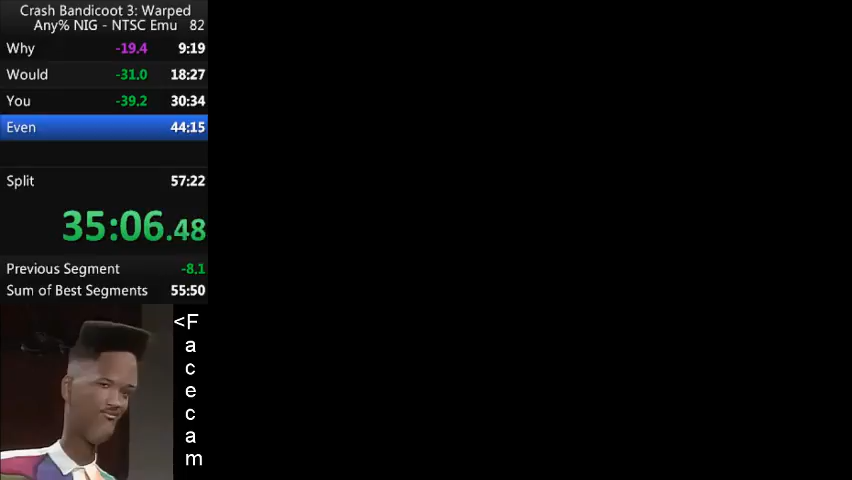 Crash Bandicoot 3: Warped
Any% NIG - NTSC Emu 82
Why -19.4 9:19
Would -31.0 18:27
You -39.2 30:34
Even 44:15
Split 57:22
35:06.48
Previous Segment -8.1
Sum of Best Segments 55:50
<F
a
c
e
c
a
m